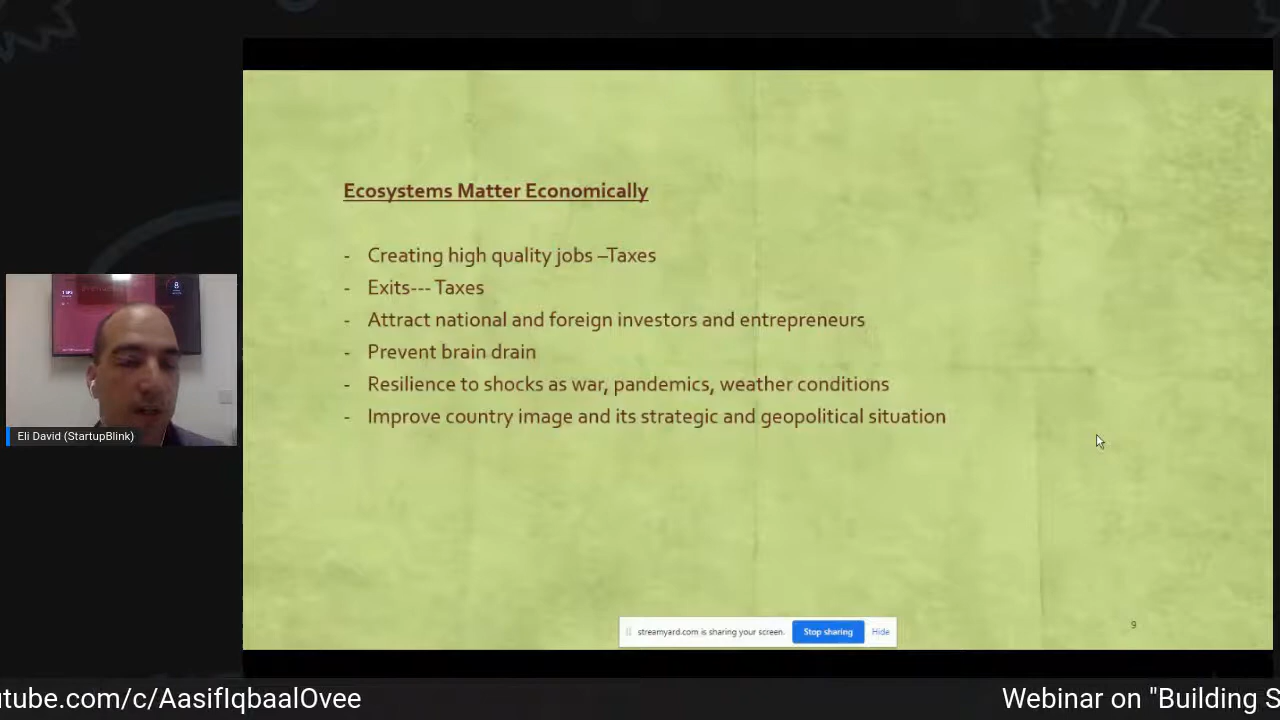 Ecosystems Matter Economically
- Creating high quality jobs –Taxes
- Exits--- Taxes
- Attract national and foreign investors and entrepreneurs
- Prevent brain drain
- Resilience to shocks as war, pandemics, weather conditions
- Improve country image and its strategic and geopolitical situation
Eli David (StartupBlink)
streamyard.com is sharing your screen. Stop sharing Hide
9
utube.com/c/AasifIqbaalOvee
Webinar on "Building S